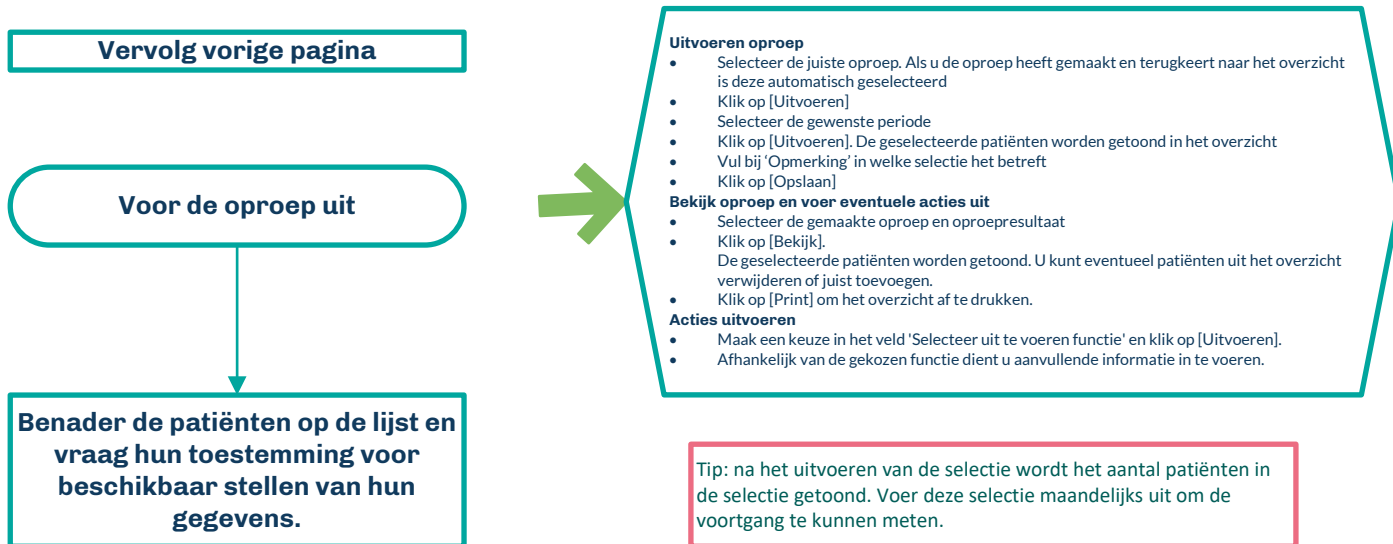 Vervolg vorige pagina
Voor de oproep uit
Benader de patiënten op de lijst en
vraag hun toestemming voor
beschikbaar stellen van hun
gegevens.
Uitvoeren oproep
• Selecteer de juiste oproep. Als u de oproep heeft gemaakt en terugkeert naar het overzicht
is deze automatisch geselecteerd
• Klik op [Uitvoeren]
• Selecteer de gewenste periode
• Klik op [Uitvoeren]. De geselecteerde patiënten worden getoond in het overzicht
• Vul bij ‘Opmerking’ in welke selectie het betreft
• Klik op [Opslaan]
Bekijk oproep en voer eventuele acties uit
• Selecteer de gemaakte oproep en oproepresultaat
• Klik op [Bekijk].
De geselecteerde patiënten worden getoond. U kunt eventueel patiënten uit het overzicht
verwijderen of juist toevoegen.
• Klik op [Print] om het overzicht af te drukken.
Acties uitvoeren
• Maak een keuze in het veld 'Selecteer uit te voeren functie' en klik op [Uitvoeren].
• Afhankelijk van de gekozen functie dient u aanvullende informatie in te voeren.
Tip: na het uitvoeren van de selectie wordt het aantal patiënten in
de selectie getoond. Voer deze selectie maandelijks uit om de
voortgang te kunnen meten.